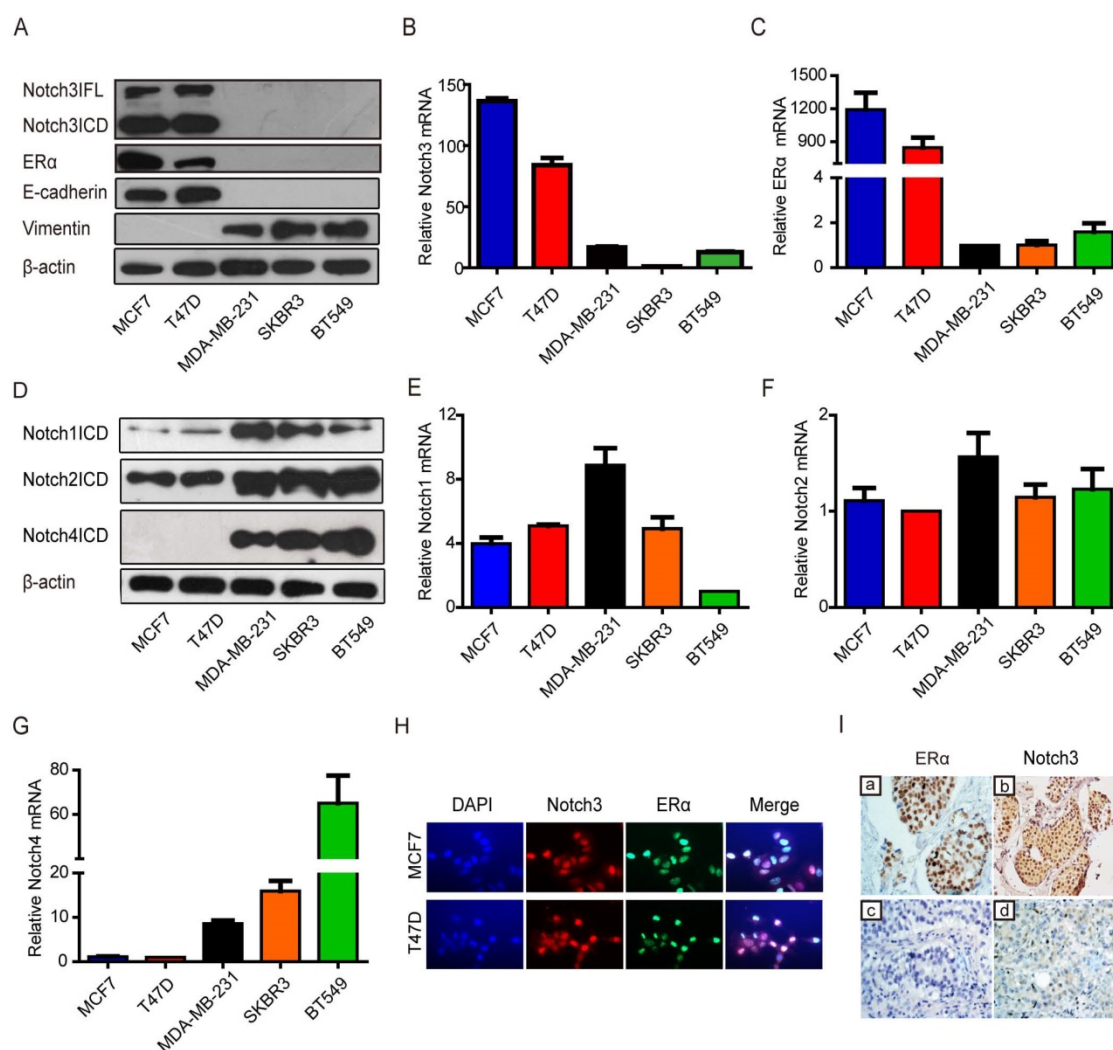 A
Notch3IFL
Notch3ICD
ERα
E-cadherin
Vimentin
β-actin
MCF7
T47D
MDA-MB-231
SKBR3
BT549
B
Relative Notch3 mRNA
150
100
50
0
MCF7
T47D
MDA-MB-231
SKBR3
BT549
C
Relative ERα mRNA
1500
1200
900
4
2
0
MCF7
T47D
MDA-MB-231
SKBR3
BT549
D
Notch1ICD
Notch2ICD
Notch4ICD
β-actin
MCF7
T47D
MDA-MB-231
SKBR3
BT549
E
Relative Notch1 mRNA
12
8
4
0
MCF7
T47D
MDA-MB-231
SKBR3
BT549
F
Relative Notch2 mRNA
2
1
0
MCF7
T47D
MDA-MB-231
SKBR3
BT549
G
Relative Notch4 mRNA
80
60
20
10
0
MCF7
T47D
MDA-MB-231
SKBR3
BT549
H
DAPI Notch3 ERα Merge
MCF7
T47D
I
ERα Notch3
a b
c d